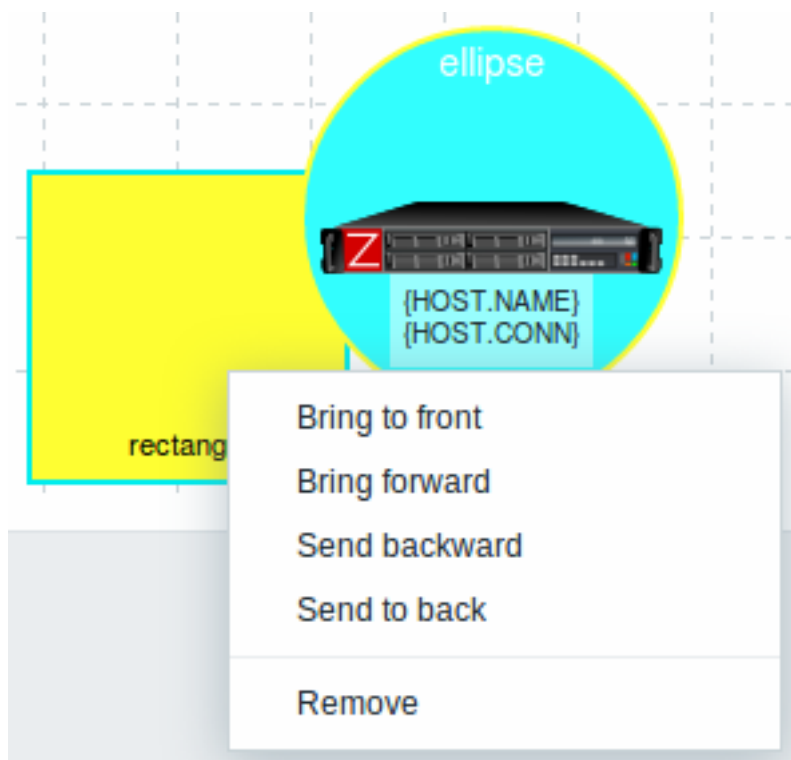 ellipse
Z
{HOST.NAME}
{HOST.CONN}
rectang
Bring to front
Bring forward
Send backward
Send to back
Remove